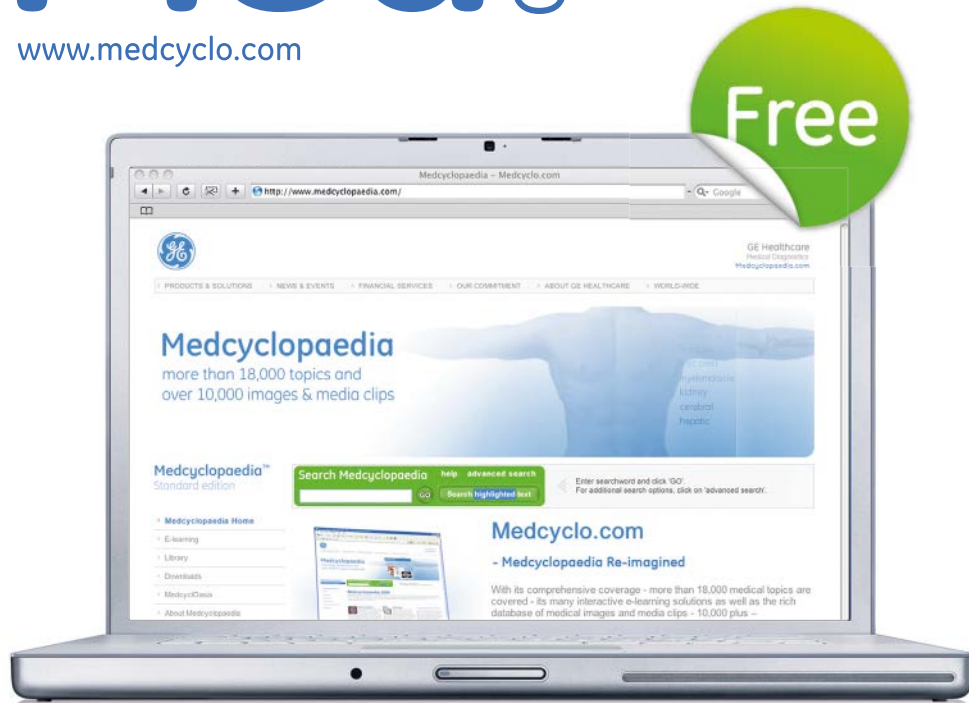 www.medcyclo.com
Free
Medcyclopaedia - Medcyclo.com
http://www.medcyclopaedia.com/
Google
GE
GE Healthcare
Medical Diagnostics
Medcyclopaedia.com
PRODUCTS & SOLUTIONS
NEWS & EVENTS
FINANCIAL SERVICES
OUR COMMITMENT
ABOUT GE HEALTHCARE
WORLD-WIDE
Medcyclopaedia
more than 18,000 topics and
over 10,000 images & media clips
kidney
cerebral
hepatic
Medcyclopaedia™
Standard edition
Search Medcyclopaedia help advanced search
GO Search highlighted text
Enter searchword and click 'GO'.
For additional search options, click on 'advanced search'.
Medcyclopaedia Home
E-learning
Library
Downloads
MedcyclOasis
About Medcyclopaedia
Medcyclo.com
- Medcyclopaedia Re-imagined
With its comprehensive coverage - more than 18,000 medical topics are
covered - its many interactive e-learning solutions as well as the rich
database of medical images and media clips - 10,000 plus –